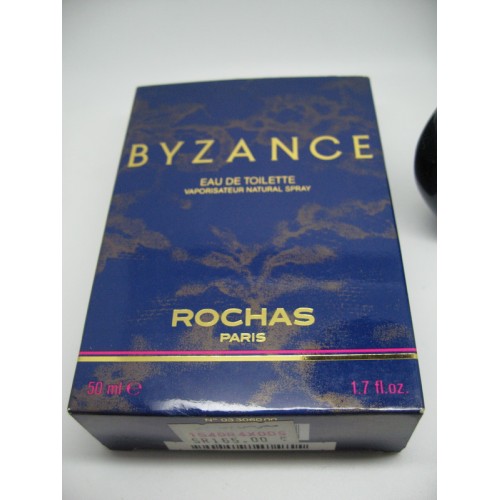 BYZANCE
EAU DE TOILETTE
VAPORISATEUR NATURAL SPRAY
ROCHAS
PARIS
50 ml e 1.7 fl.oz.